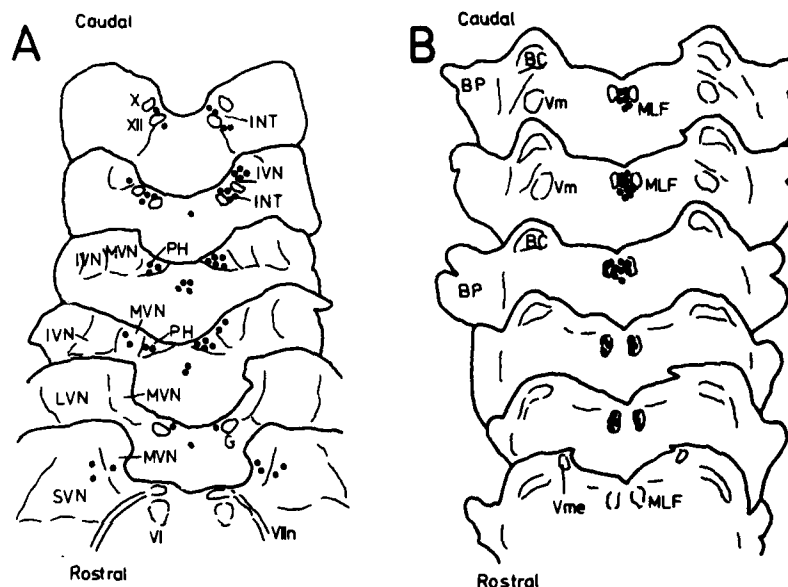 A
Caudal
X
XII
INT
IVN
INT
IVN MVN PH
MVN
IVN PH
LVN MVN
G
MVN
SVN
VI VIIn
Rostral
B
Caudal
BC
BP Vm MLF
Vm MLF
BC
BP
Vme MLF
Rostral